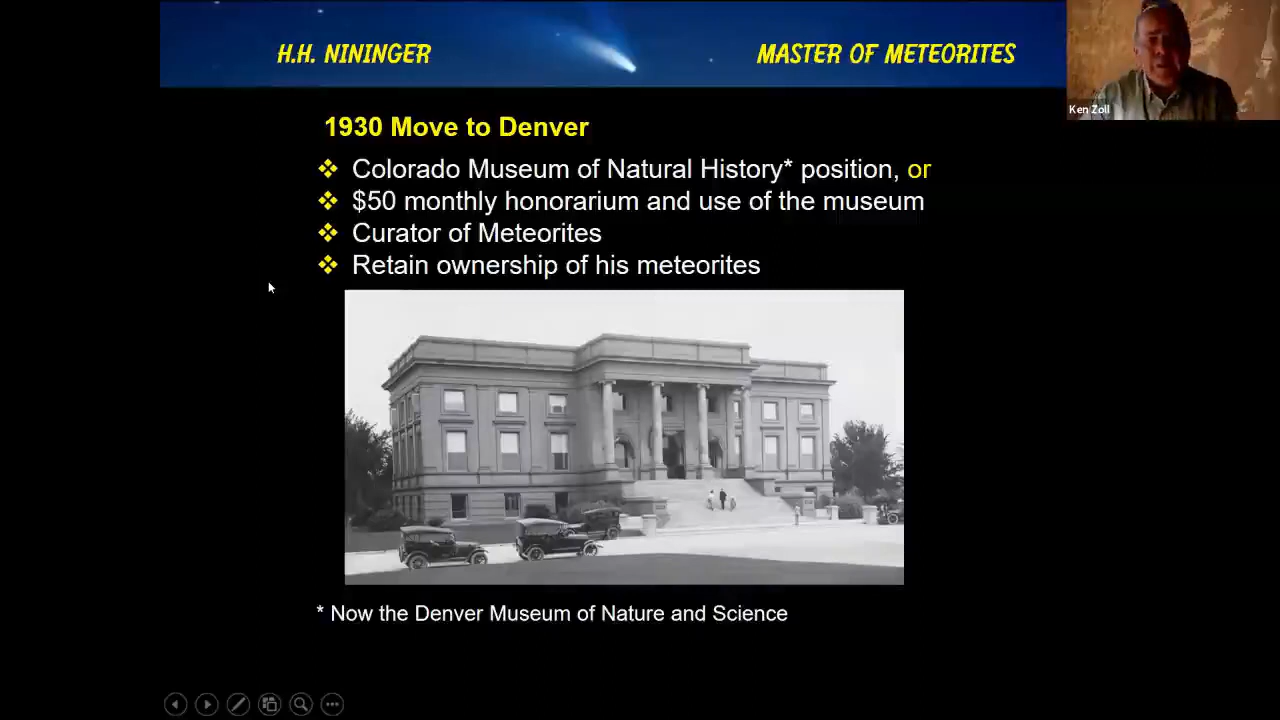 H.H. NININGER
MASTER OF METEORITES
Ken Zoll
1930 Move to Denver
Colorado Museum of Natural History* position, or
$50 monthly honorarium and use of the museum
Curator of Meteorites
Retain ownership of his meteorites
* Now the Denver Museum of Nature and Science